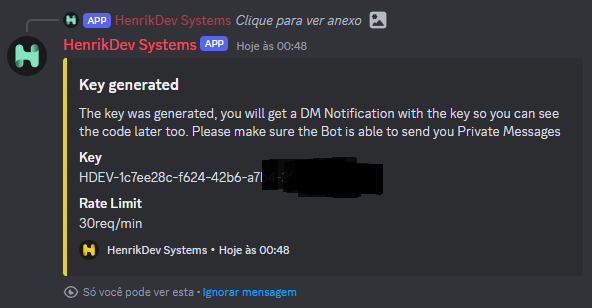 APP HenrikDev Systems Clique para ver anexo
HenrikDev Systems APP Hoje às 00:48
Key generated
The key was generated, you will get a DM Notification with the key so you can see
the code later too. Please make sure the Bot is able to send you Private Messages
Key
HDEV-1c7ee28c-f624-42b6-a7
Rate Limit
30req/min
HenrikDev Systems • Hoje às 00:48
Só você pode ver esta • Ignorar mensagem